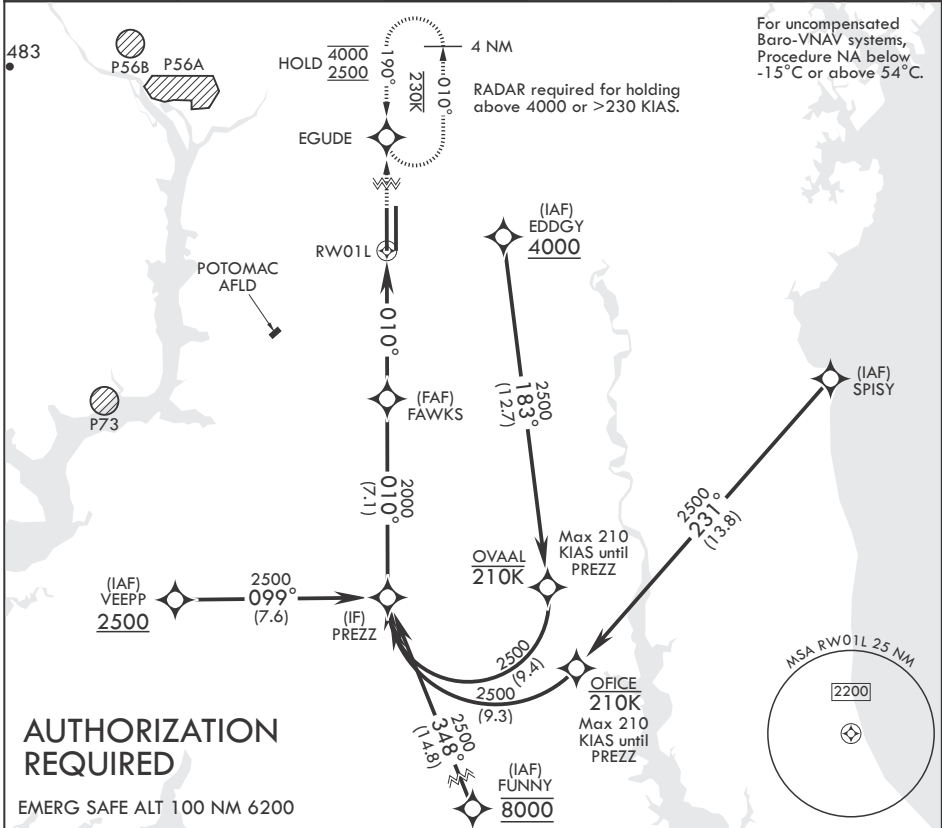 For uncompensated
Baro-VNAV systems,
Procedure NA below
-15°C or above 54°C.
483
P56B
P56A
HOLD 4000
2500
190°
230K
010°
4 NM
RADAR required for holding
above 4000 or >230 KIAS.
EGUDE
(IAF)
EDDGY
4000
RW01L
POTOMAC
AFLD
010°
2500
183°
(12.7)
(IAF)
SPISY
(FAF)
FAWKS
P73
2500
231°
(13.8)
2000
010°
(7.1)
Max 210
KIAS until
PREZZ
OVAAL
210K
(IAF)
VEEPP
2500
2500
099°
(7.6)
(IF)
PREZZ
2500
(9.4)
2500
(9.3)
OFICE
210K
Max 210
KIAS until
PREZZ
MSA RW01L 25 NM
2200
2500
348°
(14.8)
(IAF)
FUNNY
8000
AUTHORIZATION
REQUIRED
EMERG SAFE ALT 100 NM 6200